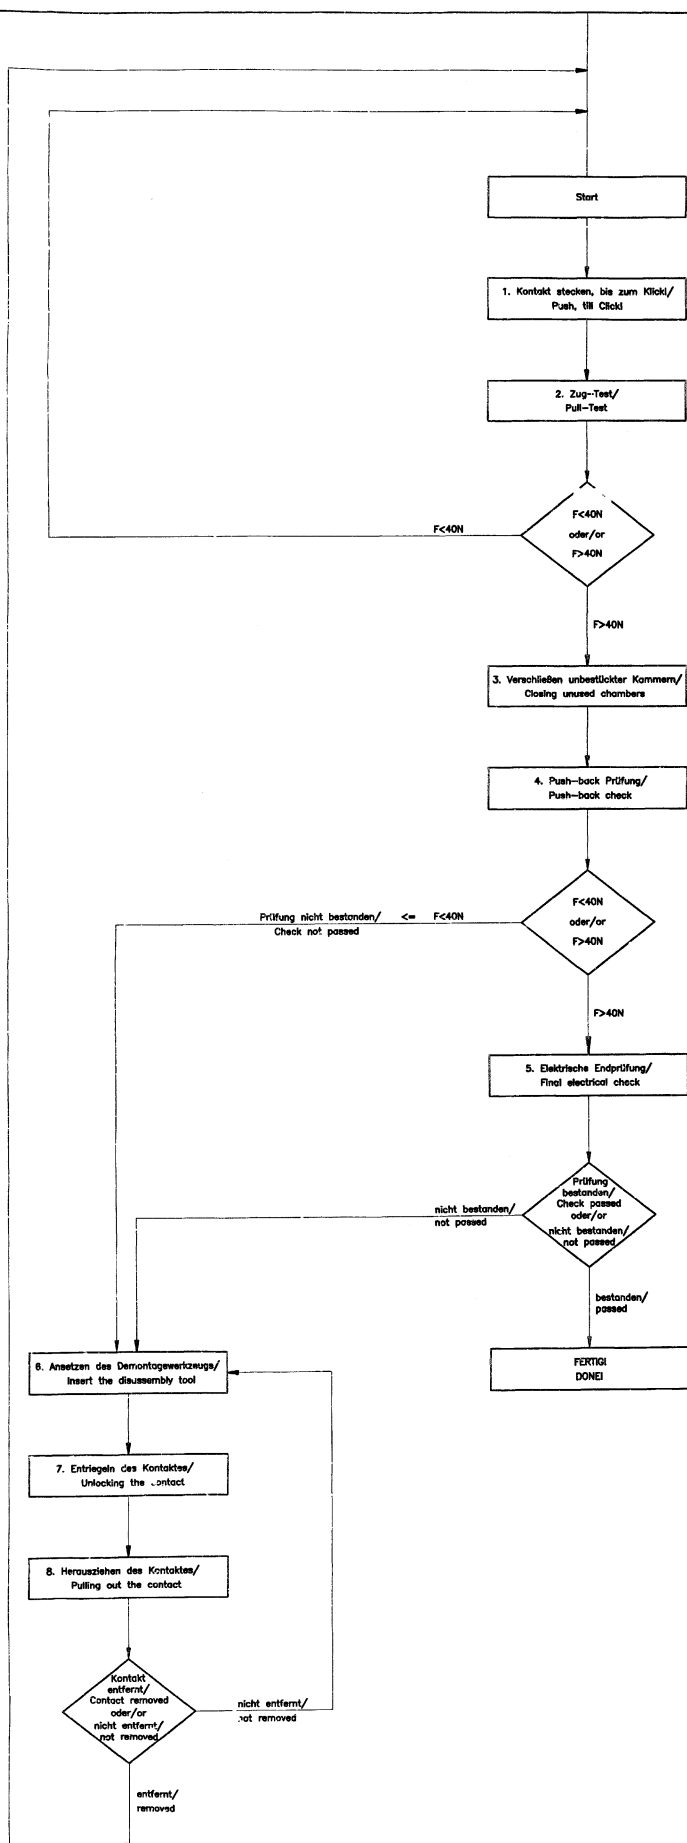 Start
1. Kontakt stecken, bis zum Klick!/
Push, till Click!
2. Zug-Test/
Pull-Test
F<40N
oder/or
F>40N
F<40N
F>40N
3. Verschließen unbestückter Kammern/
Closing unused chambers
4. Push-back Prüfung/
Push-back check
F<40N
oder/or
F>40N
Prüfung nicht bestanden/ <= F<40N
Check not passed
F>40N
5. Elektrische Endprüfung/
Final electrical check
Prüfung
bestanden/
Check passed
oder/or
nicht bestanden/
not passed
nicht bestanden/
not passed
bestanden/
passed
FERTIG!
DONE!
6. Ansetzen des Demontagewerkzeugs/
Insert the disussembly tool
7. Entriegeln des Kontaktes/
Unlocking the contact
8. Herausziehen des Kontaktes/
Pulling out the contact
Kontakt
entfernt/
Contact removed
oder/or
nicht entfernt/
not removed
nicht entfernt/
not removed
entfernt/
removed